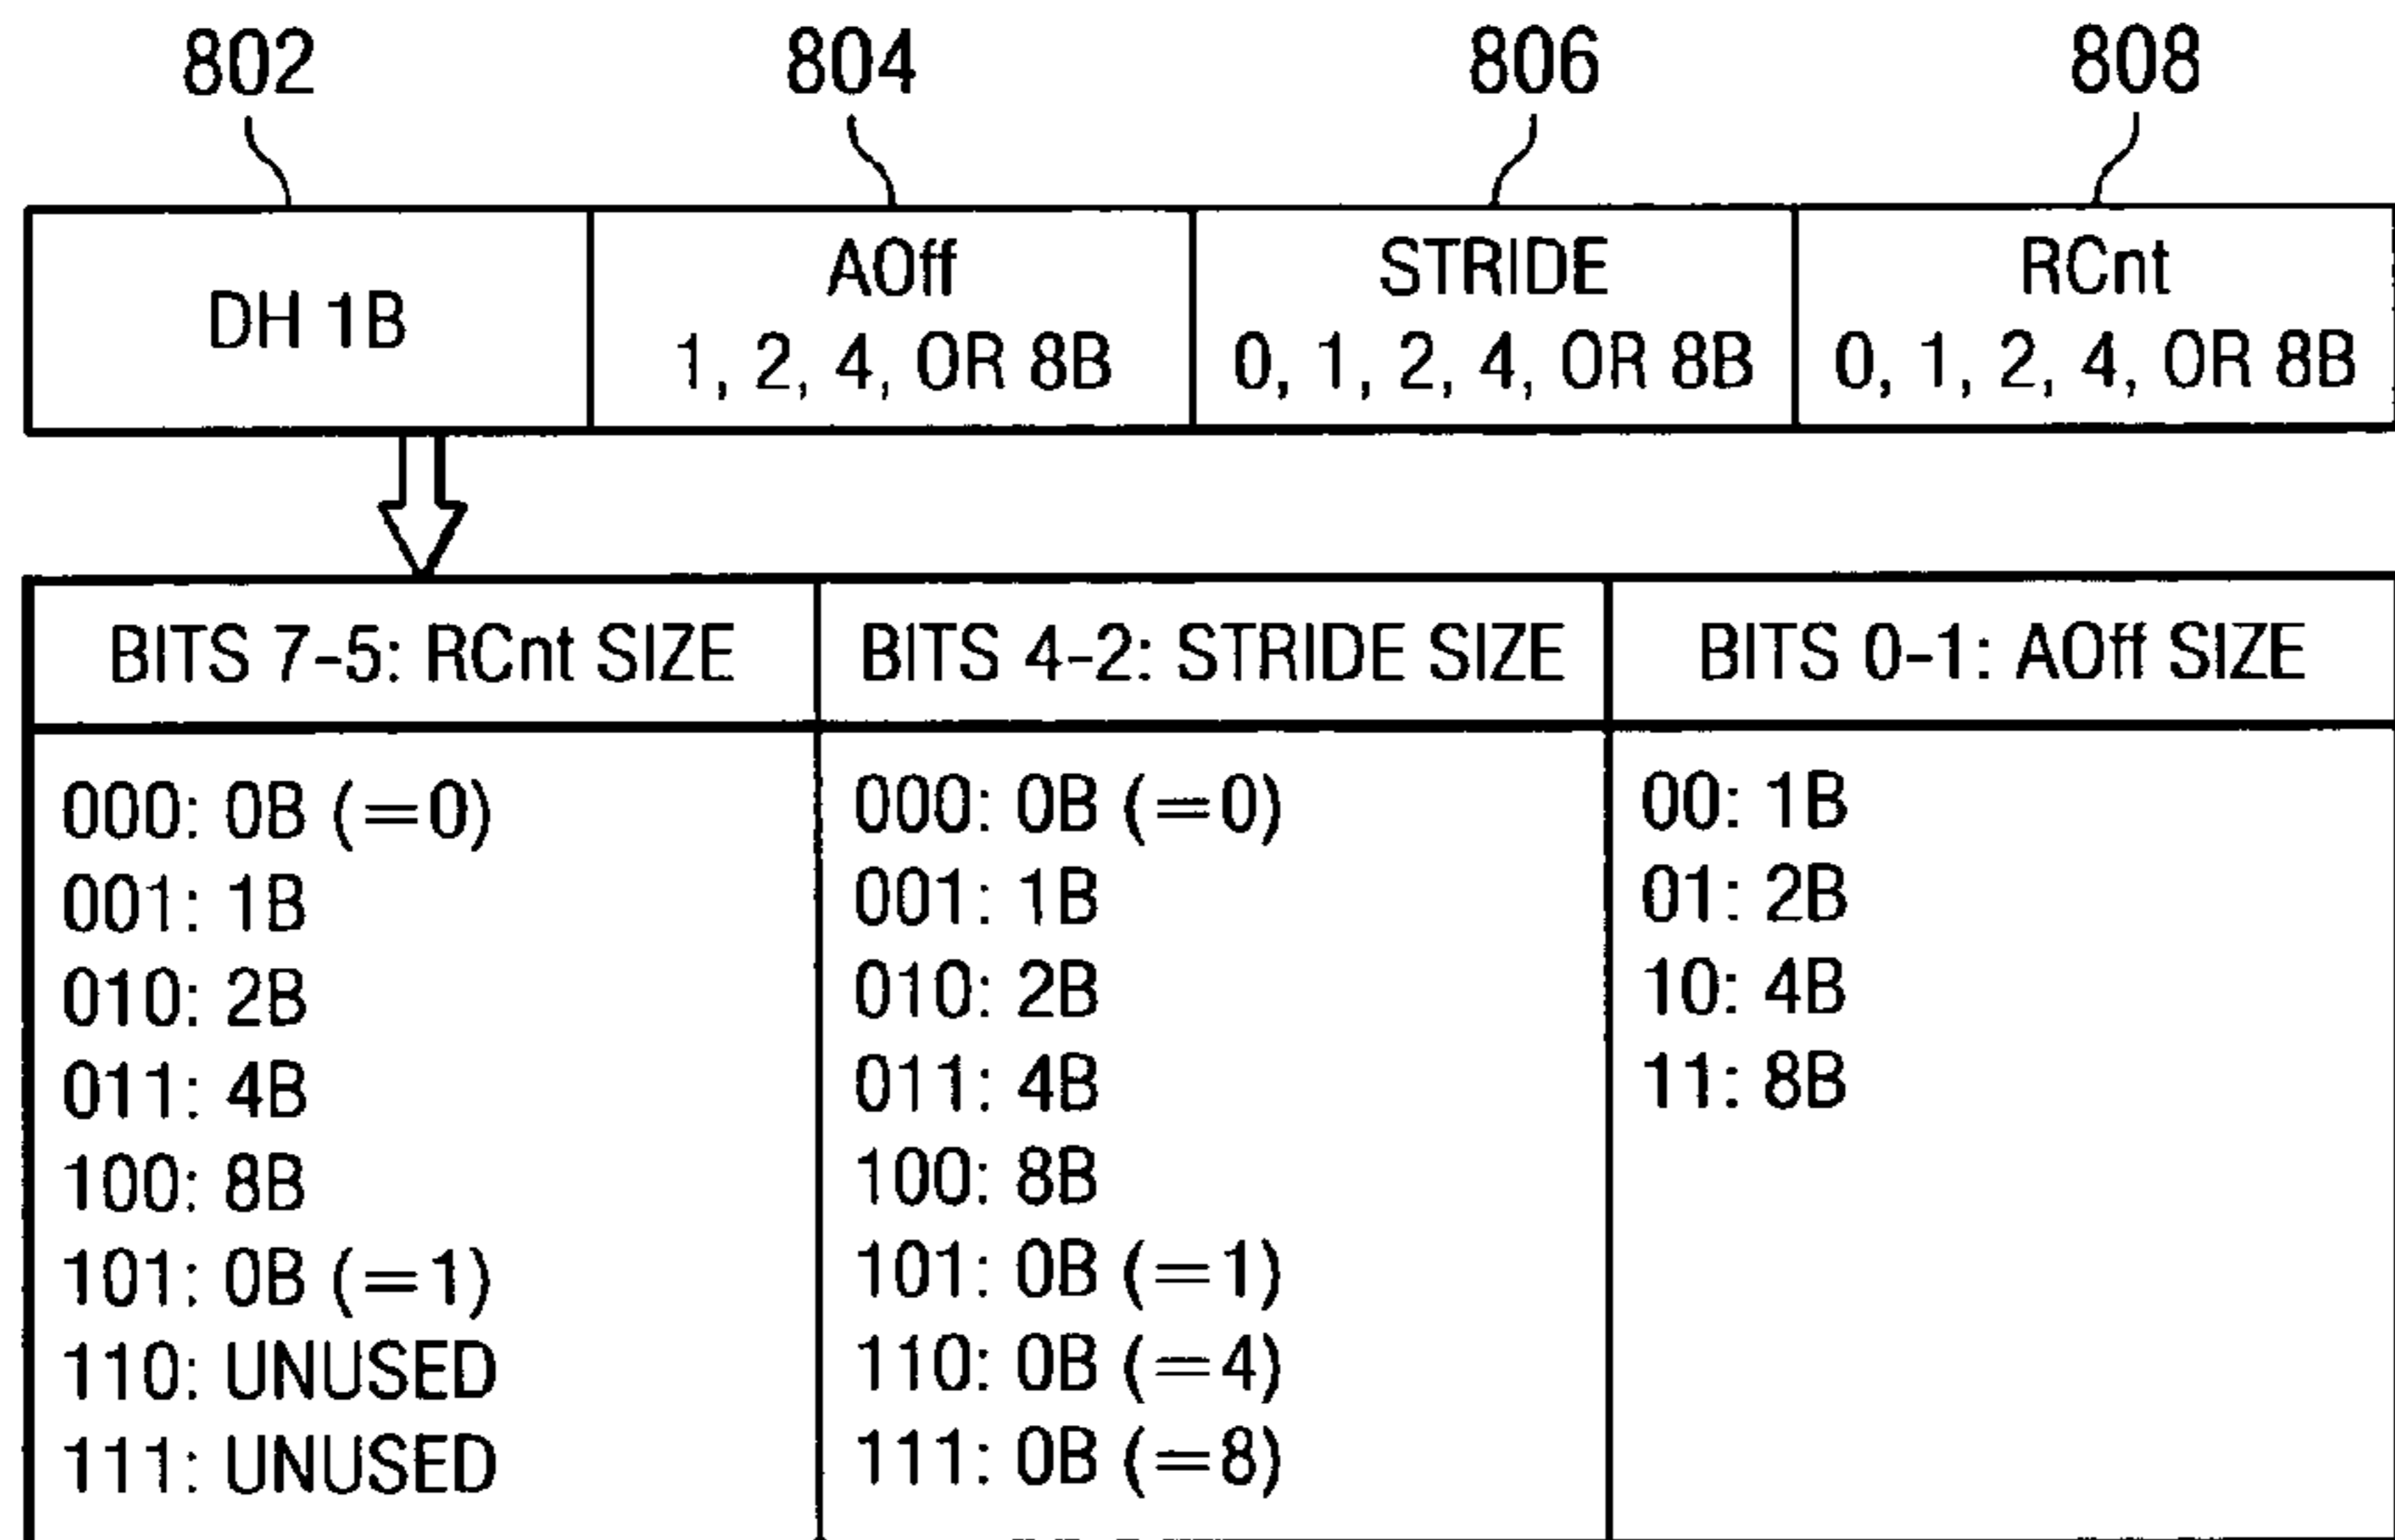 802 804 806 808
DH 1B
AOff
1, 2, 4, OR 8B
STRIDE
0, 1, 2, 4, OR 8B
RCnt
0, 1, 2, 4, OR 8B
BITS 7-5: RCnt SIZE
000: 0B (=0)
001: 1B
010: 2B
011: 4B
100: 8B
101: 0B (=1)
110: UNUSED
111: UNUSED
BITS 4-2: STRIDE SIZE
000: 0B (=0)
001: 1B
010: 2B
011: 4B
100: 8B
101: 0B (=1)
110: 0B (=4)
111: 0B (=8)
BITS 0-1: AOff SIZE
00: 1B
01: 2B
10: 4B
11: 8B